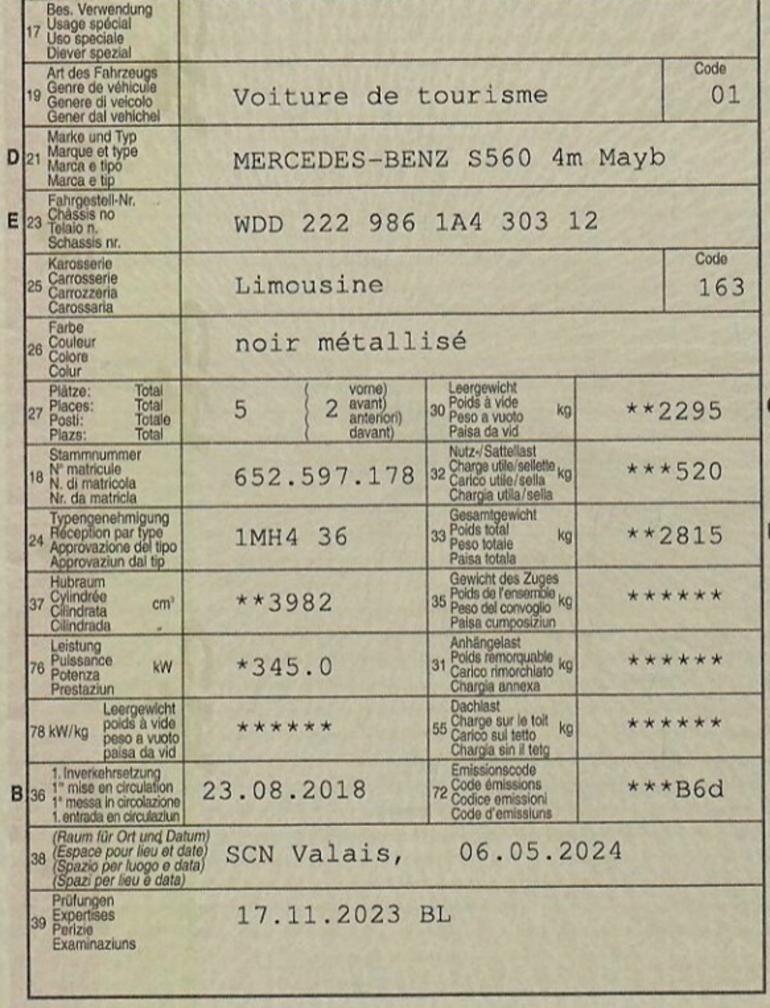 Bes. Verwendung
17 Usage spécial
Uso speciale
Diever spezial
Art des Fahrzeugs
19 Genre de véhicule
Genere di veicolo
Gener dal vehichel
Voiture de tourisme
Code
01
D 21
Marke und Typ
Marque et type
Marca e tipo
Marca e tip
MERCEDES-BENZ S560 4m Mayb
E 23
Fahrgestell-Nr.
Châssis no
Telaio n.
Schassis nr.
WDD 222 986 1A4 303 12
25
Karosserie
Carrosserie
Carrozzeria
Carossaria
Limousine
Code
163
26
Farbe
Couleur
Colore
Colur
noir métallisé
27
Plätze: Total
Places: Total
Posti: Totale
Plazs: Total
5
( vorne)
( 2 avant)
( anteriori)
( davant)
30
Leergewicht
Poids à vide
Peso a vuoto
Paisa da vid
kg
**2295
18
Stammnummer
N° matricule
N. di matricola
Nr. da matricla
652.597.178
32
Nutz-/Sattellast
Charge utile/sellette
Carico utile/sella
Chargia utila/sella
kg
***520
24
Typengenehmigung
Réception par type
Approvazione del tipo
Approvaziun dal tip
1MH4 36
33
Gesamtgewicht
Poids total
Peso totale
Paisa totala
kg
**2815
37
Hubraum
Cylindrée
Cilindrata
Cilindrada
cm³
**3982
35
Gewicht des Zuges
Poids de l'ensemble
Peso del convoglio
Paisa cumposiziun
kg
******
76
Leistung
Puissance
Potenza
Prestaziun
kW
*345.0
31
Anhängelast
Poids remorquable
Carico rimorchiato
Chargia annexa
kg
******
78 kW/kg
Leergewicht
poids à vide
peso a vuoto
paisa da vid
******
55
Dachlast
Charge sur le toit
Carico sul tetto
Chargia sin il tetg
kg
******
B 36
1. Inverkehrsetzung
1re mise en circulation
1a messa in circolazione
1. entrada en circulaziun
23.08.2018
72
Emissionscode
Code émissions
Codice emissioni
Code d'emissiuns
***B6d
38
(Raum für Ort und Datum)
(Espace pour lieu et date)
(Spazio per luogo e data)
(Spazi per lieu e data)
SCN Valais, 06.05.2024
39
Prüfungen
Expertises
Perizie
Examinaziuns
17.11.2023 BL